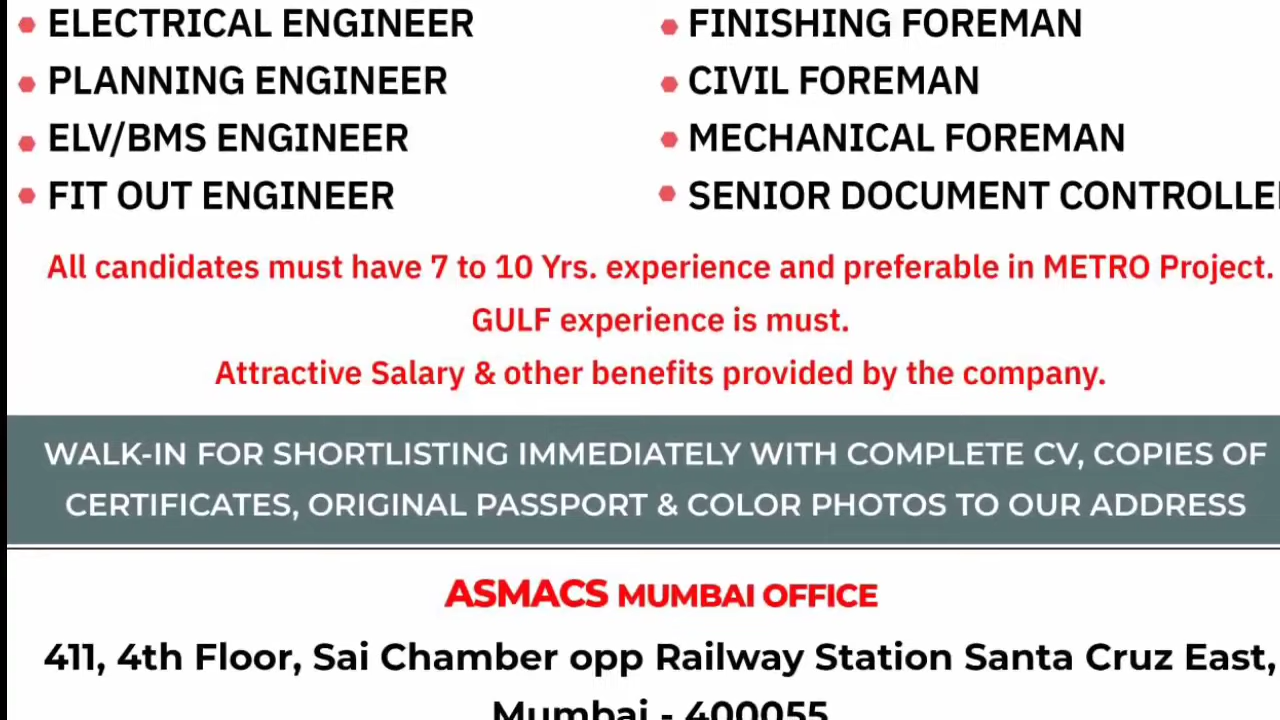 ELECTRICAL ENGINEER
PLANNING ENGINEER
ELV/BMS ENGINEER
FIT OUT ENGINEER
FINISHING FOREMAN
CIVIL FOREMAN
MECHANICAL FOREMAN
SENIOR DOCUMENT CONTROLLE
All candidates must have 7 to 10 Yrs. experience and preferable in METRO Project.
GULF experience is must.
Attractive Salary & other benefits provided by the company.
WALK-IN FOR SHORTLISTING IMMEDIATELY WITH COMPLETE CV, COPIES OF
CERTIFICATES, ORIGINAL PASSPORT & COLOR PHOTOS TO OUR ADDRESS
ASMACS MUMBAI OFFICE
411, 4th Floor, Sai Chamber opp Railway Station Santa Cruz East,
Mumbai - 400055